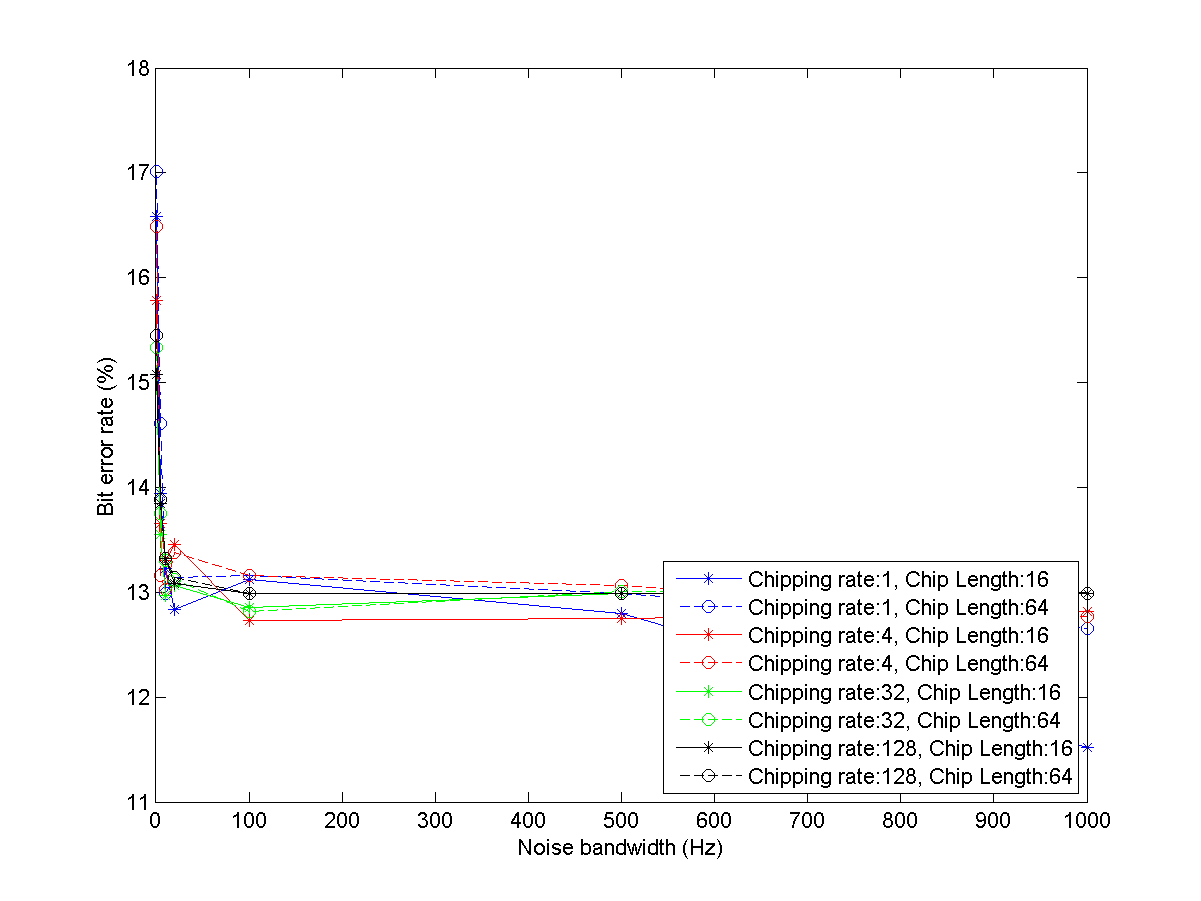 18
17
16
15
14
13
12
11
Bit error rate (%)
Chipping rate:1, Chip Length:16
Chipping rate:1, Chip Length:64
Chipping rate:4, Chip Length:16
Chipping rate:4, Chip Length:64
Chipping rate:32, Chip Length:16
Chipping rate:32, Chip Length:64
Chipping rate:128, Chip Length:16
Chipping rate:128, Chip Length:64
0 100 200 300 400 500 600 700 800 900 1000
Noise bandwidth (Hz)